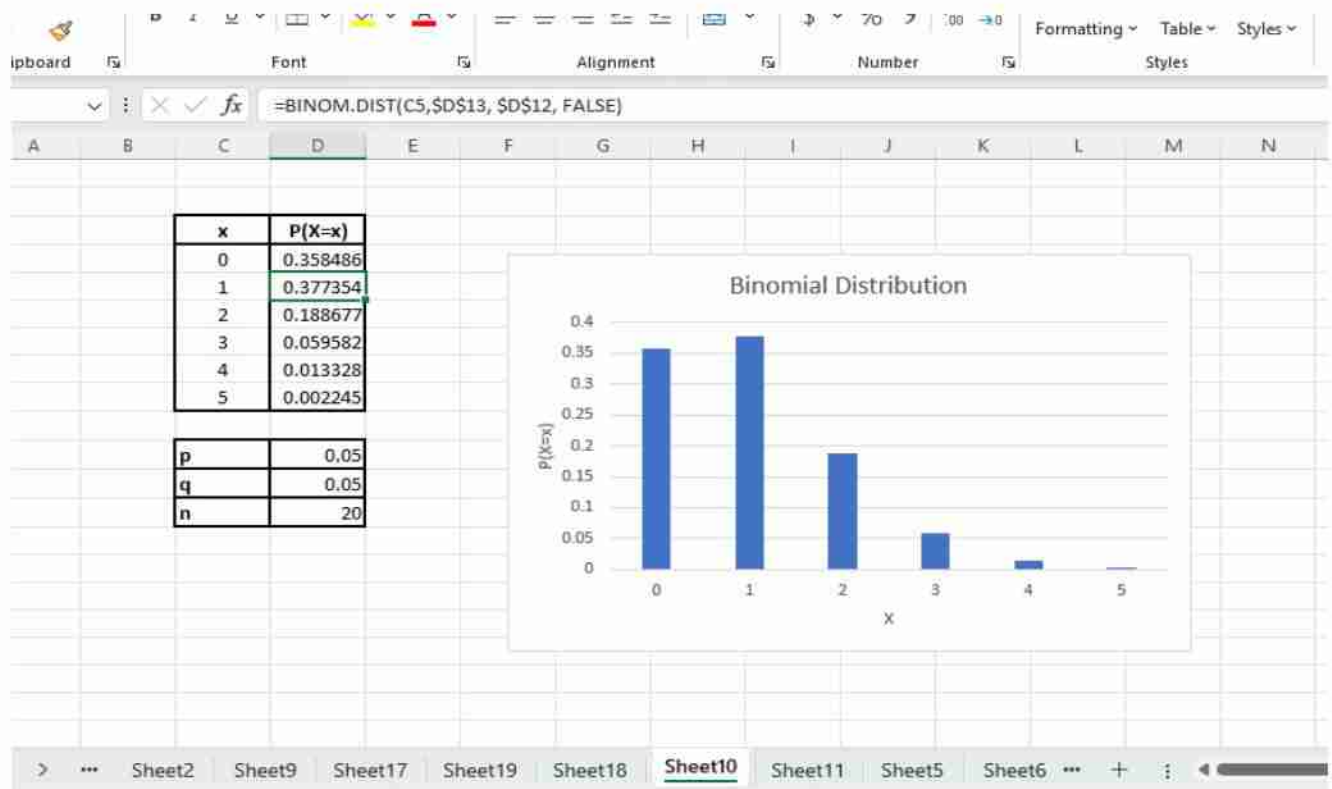 B I U $ % 9 .00 →0 Formatting Table Styles
ipboard Font Alignment Number Styles
fx =BINOM.DIST(C5,$D$13, $D$12, FALSE)
A B C D E F G H I J K L M N
x P(X=x)
0 0.358486
1 0.377354
2 0.188677
3 0.059582
4 0.013328
5 0.002245
p 0.05
q 0.05
n 20
Binomial Distribution
0.4
0.35
0.3
0.25
0.2
0.15
0.1
0.05
0
P(X=x)
0 1 2 3 4 5
X
Sheet2 Sheet9 Sheet17 Sheet19 Sheet18 Sheet10 Sheet11 Sheet5 Sheet6